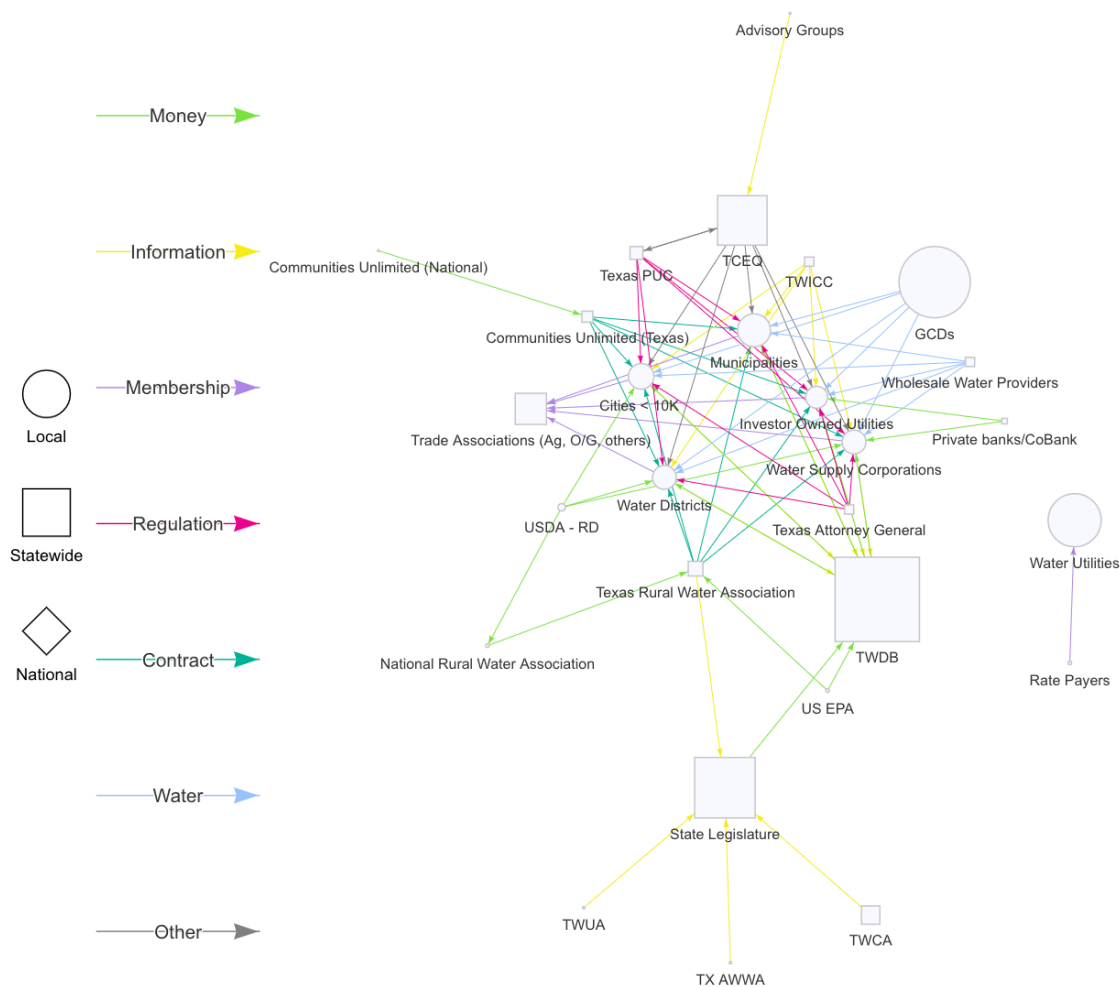 Advisory Groups
Money
Information
Communities Unlimited (National)
Texas PUC
TCEQ
TWICC
GCDs
Communities Unlimited (Texas)
Municipalities
Wholesale Water Providers
Membership
Cities < 10K
Investor Owned Utilities
Local
Trade Associations (Ag, O/G, others)
Private banks/CoBank
Water Supply Corporations
Water Districts
Regulation
USDA - RD
Texas Attorney General
Statewide
Water Utilities
Texas Rural Water Association
Contract
National Rural Water Association
TWDB
National
Rate Payers
US EPA
Water
State Legislature
Other
TWUA
TWCA
TX AWWA